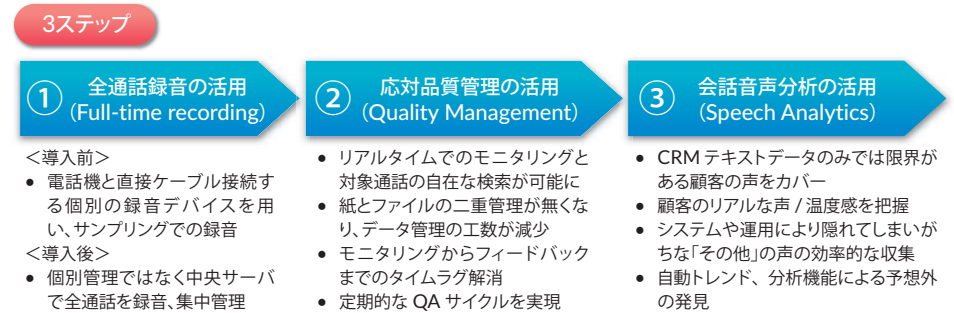 3ステップ
① 全通話録音の活用
(Full-time recording)
<導入前>
● 電話機と直接ケーブル接続す
る個別の録音デバイスを用
い、サンプリングでの録音
<導入後>
● 個別管理ではなく中央サーバ
で全通話を録音、集中管理
② 応対品質管理の活用
(Quality Management)
● リアルタイムでのモニタリングと
対象通話の自在な検索が可能に
● 紙とファイルの二重管理が無くな
り、データ管理の工数が減少
● モニタリングからフィードバック
までのタイムラグ解消
● 定期的な QA サイクルを実現
③ 会話音声分析の活用
(Speech Analytics)
● CRM テキストデータのみでは限界が
ある顧客の声をカバー
● 顧客のリアルな声 / 温度感を把握
● システムや運用により隠れてしまいが
ちな「その他」の声の効率的な収集
● 自動トレンド、分析機能による予想外
の発見